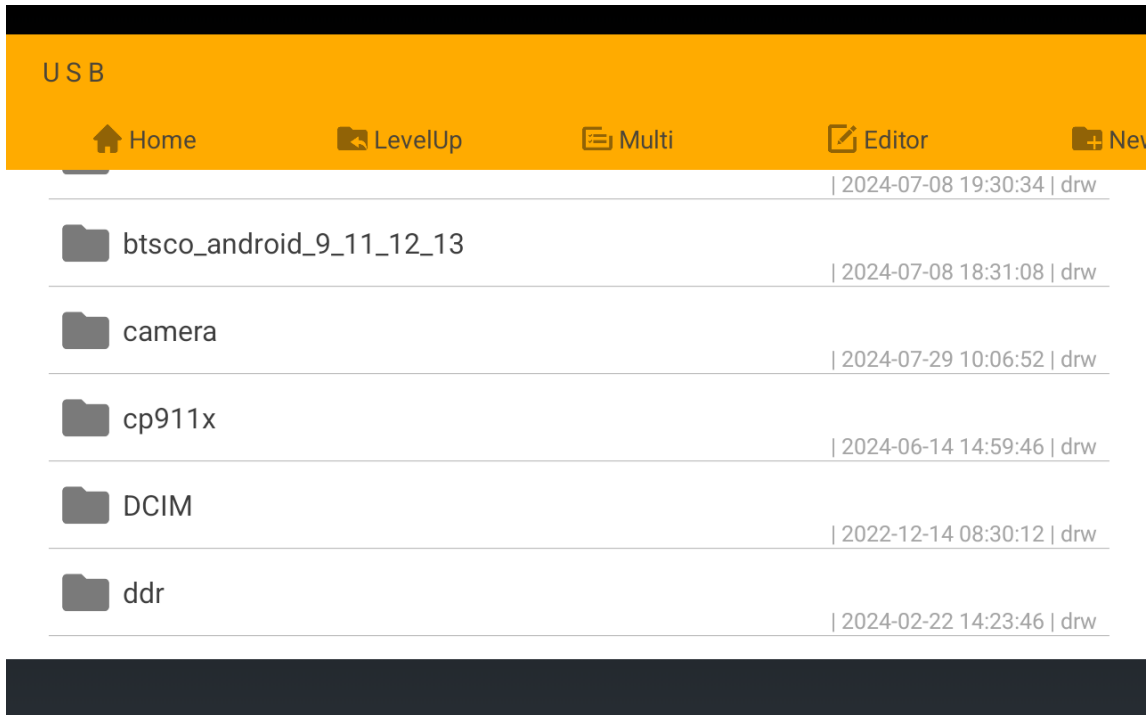 USB
Home LevelUp Multi Editor New
| 2024-07-08 19:30:34 | drw
btsco_android_9_11_12_13
| 2024-07-08 18:31:08 | drw
camera
| 2024-07-29 10:06:52 | drw
cp911x
| 2024-06-14 14:59:46 | drw
DCIM
| 2022-12-14 08:30:12 | drw
ddr
| 2024-02-22 14:23:46 | drw